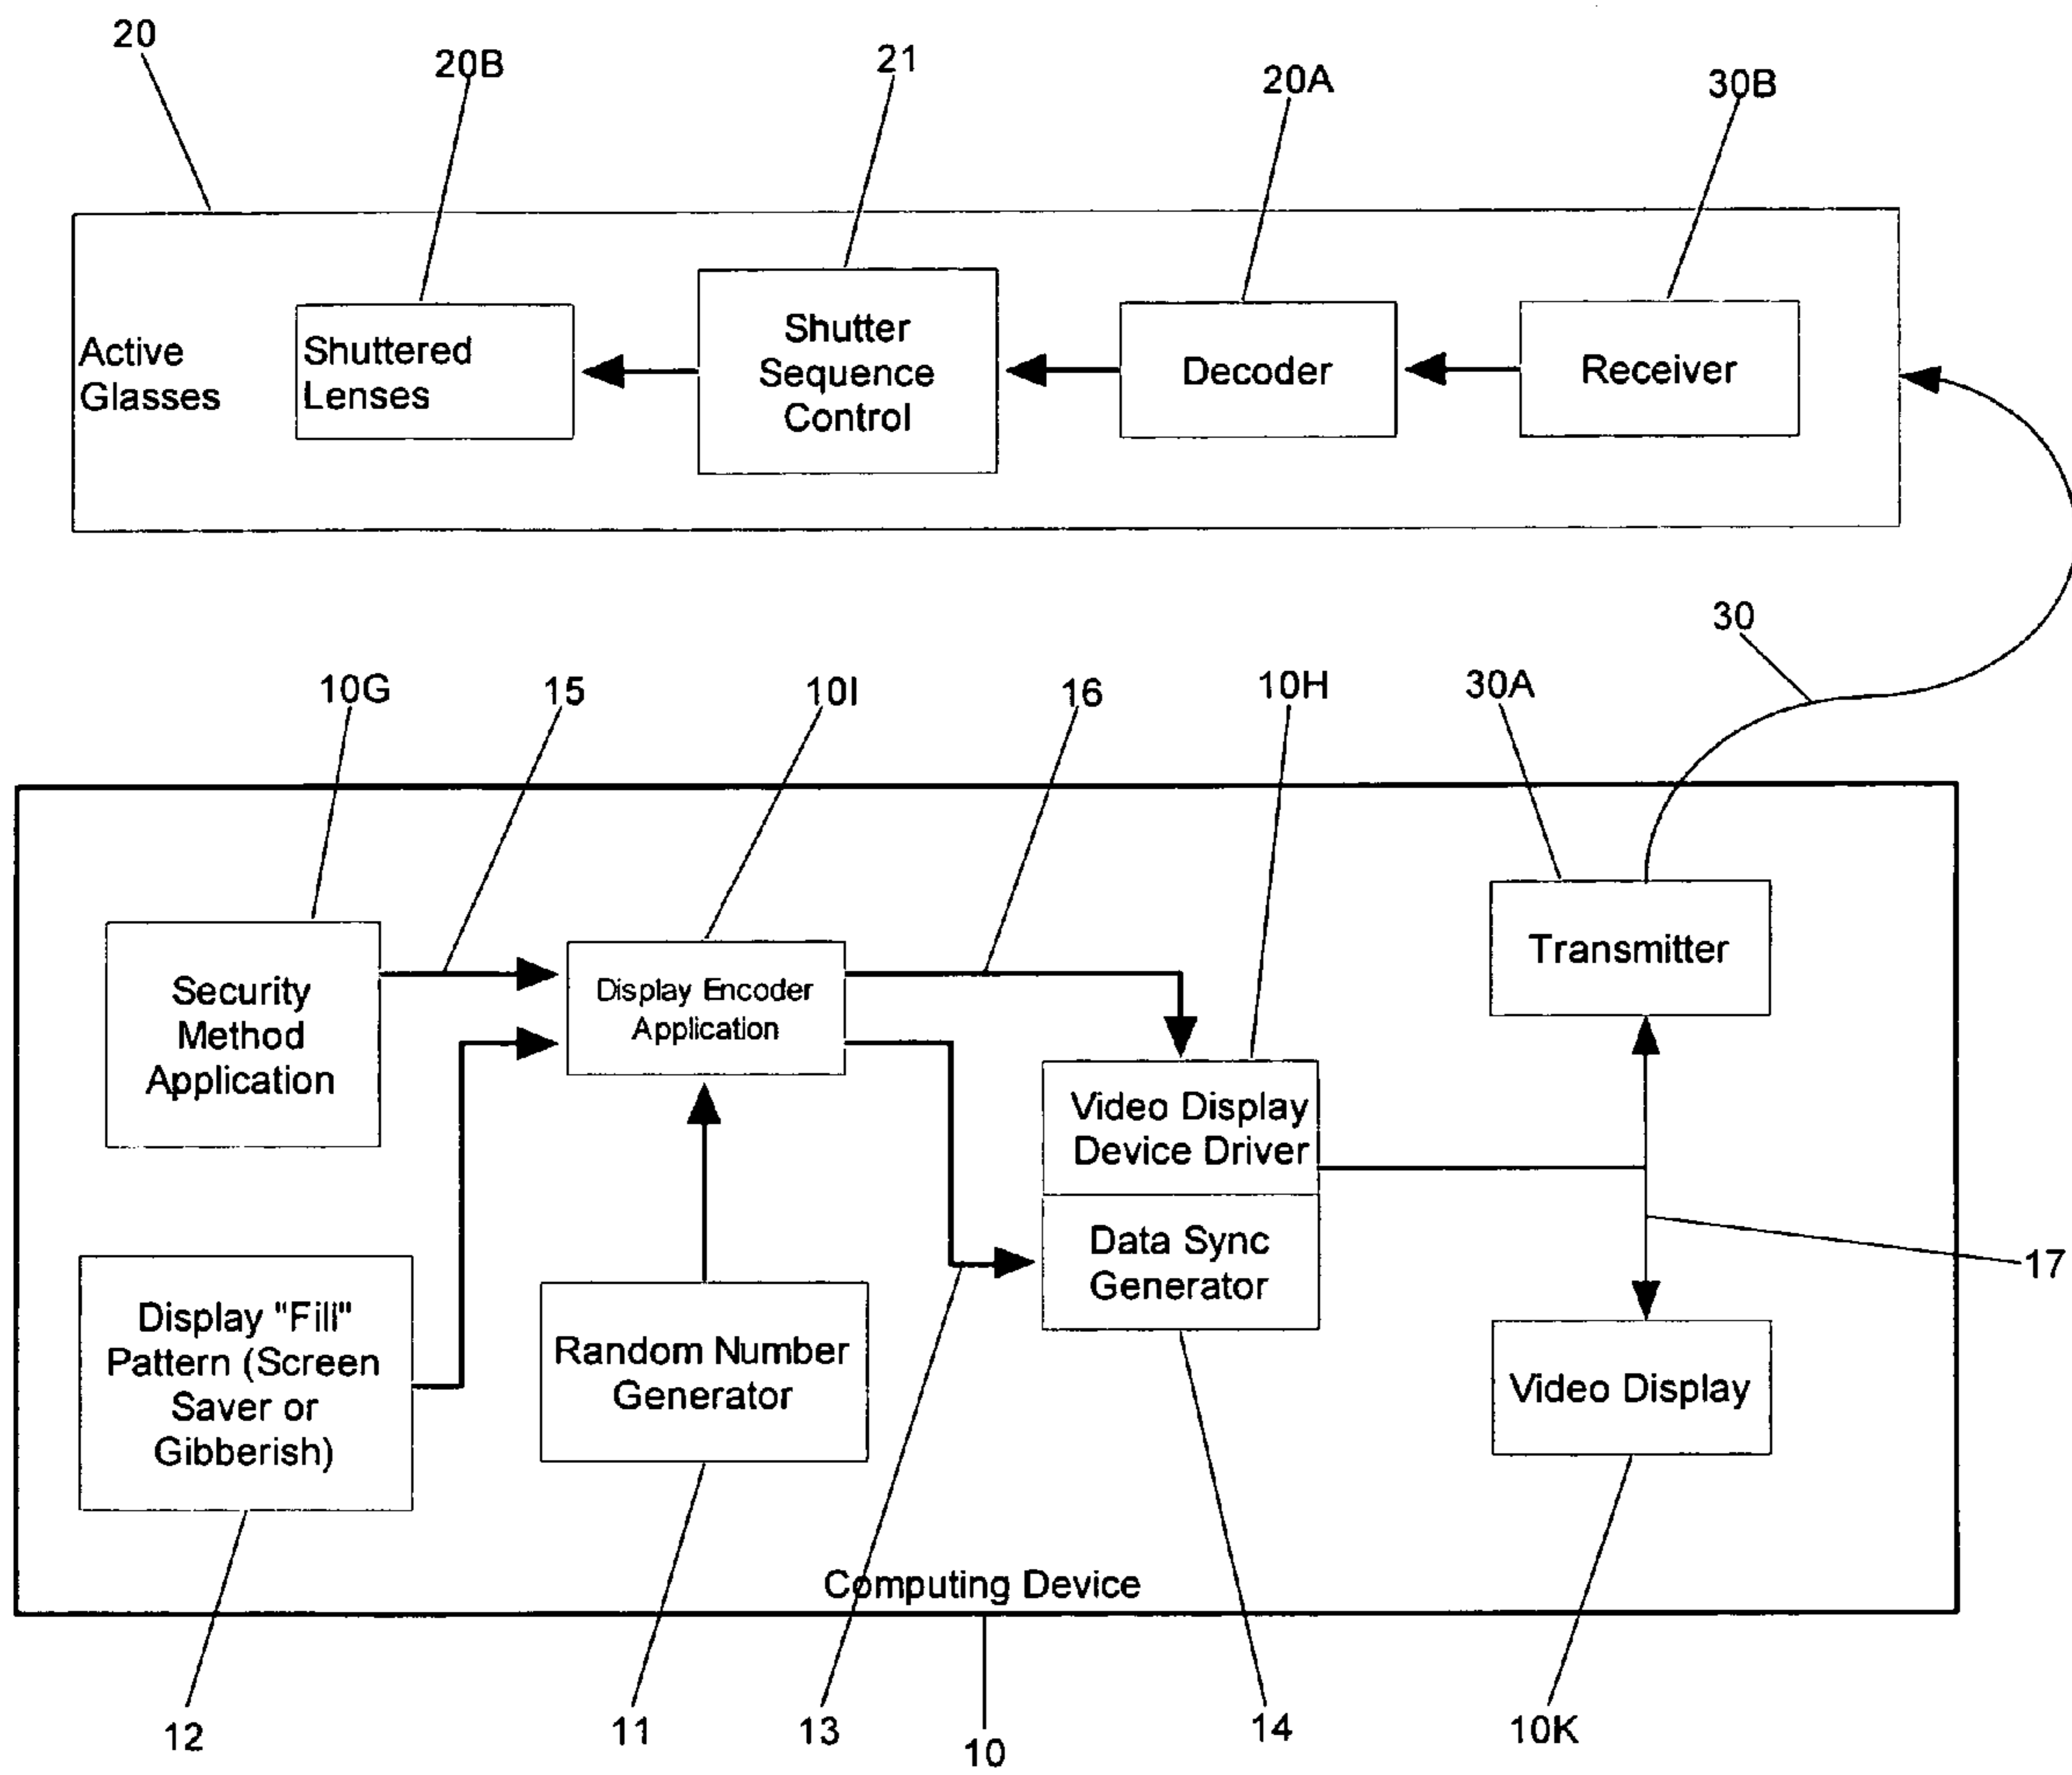 20
20B
21
20A
30B
Active
Glasses
Shuttered
Lenses
Shutter
Sequence
Control
Decoder
Receiver
30
10G
15
10I
16
10H
30A
Security
Method
Application
Display Encoder
Application
Transmitter
Video Display
Device Driver
Data Sync
Generator
17
Display "Fill"
Pattern (Screen
Saver or
Gibberish)
Random Number
Generator
Video Display
Computing Device
12
11
13
10
14
10K